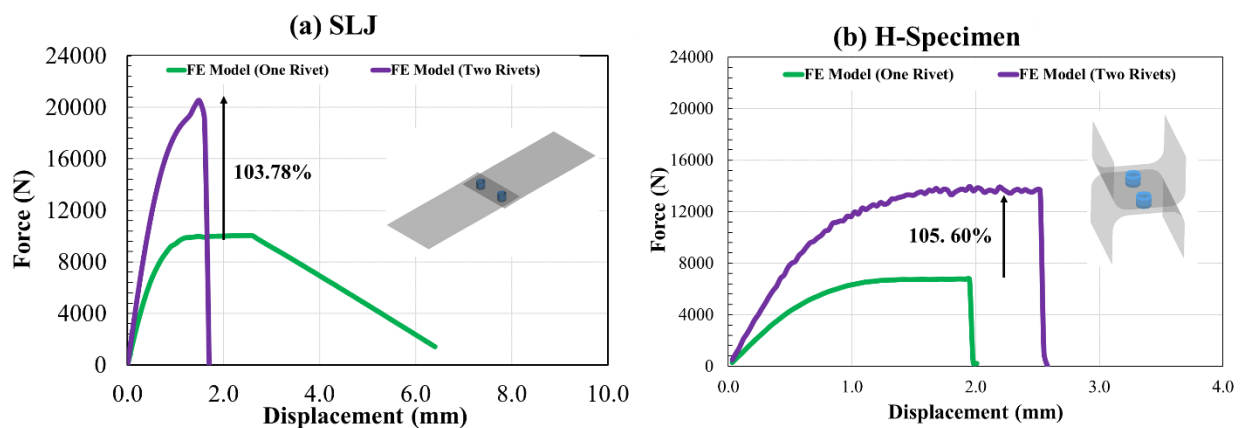 (a) SLJ
24000
20000
16000
12000
8000
4000
0
Force (N)
FE Model (One Rivet)
FE Model (Two Rivets)
103.78%
0.0
2.0
4.0
6.0
8.0
10.0
Displacement (mm)
(b) H-Specimen
24000
20000
16000
12000
8000
4000
0
Force (N)
FE Model (One Rivet)
FE Model (Two Rivets)
105. 60%
0.0
1.0
2.0
3.0
4.0
Displacement (mm)